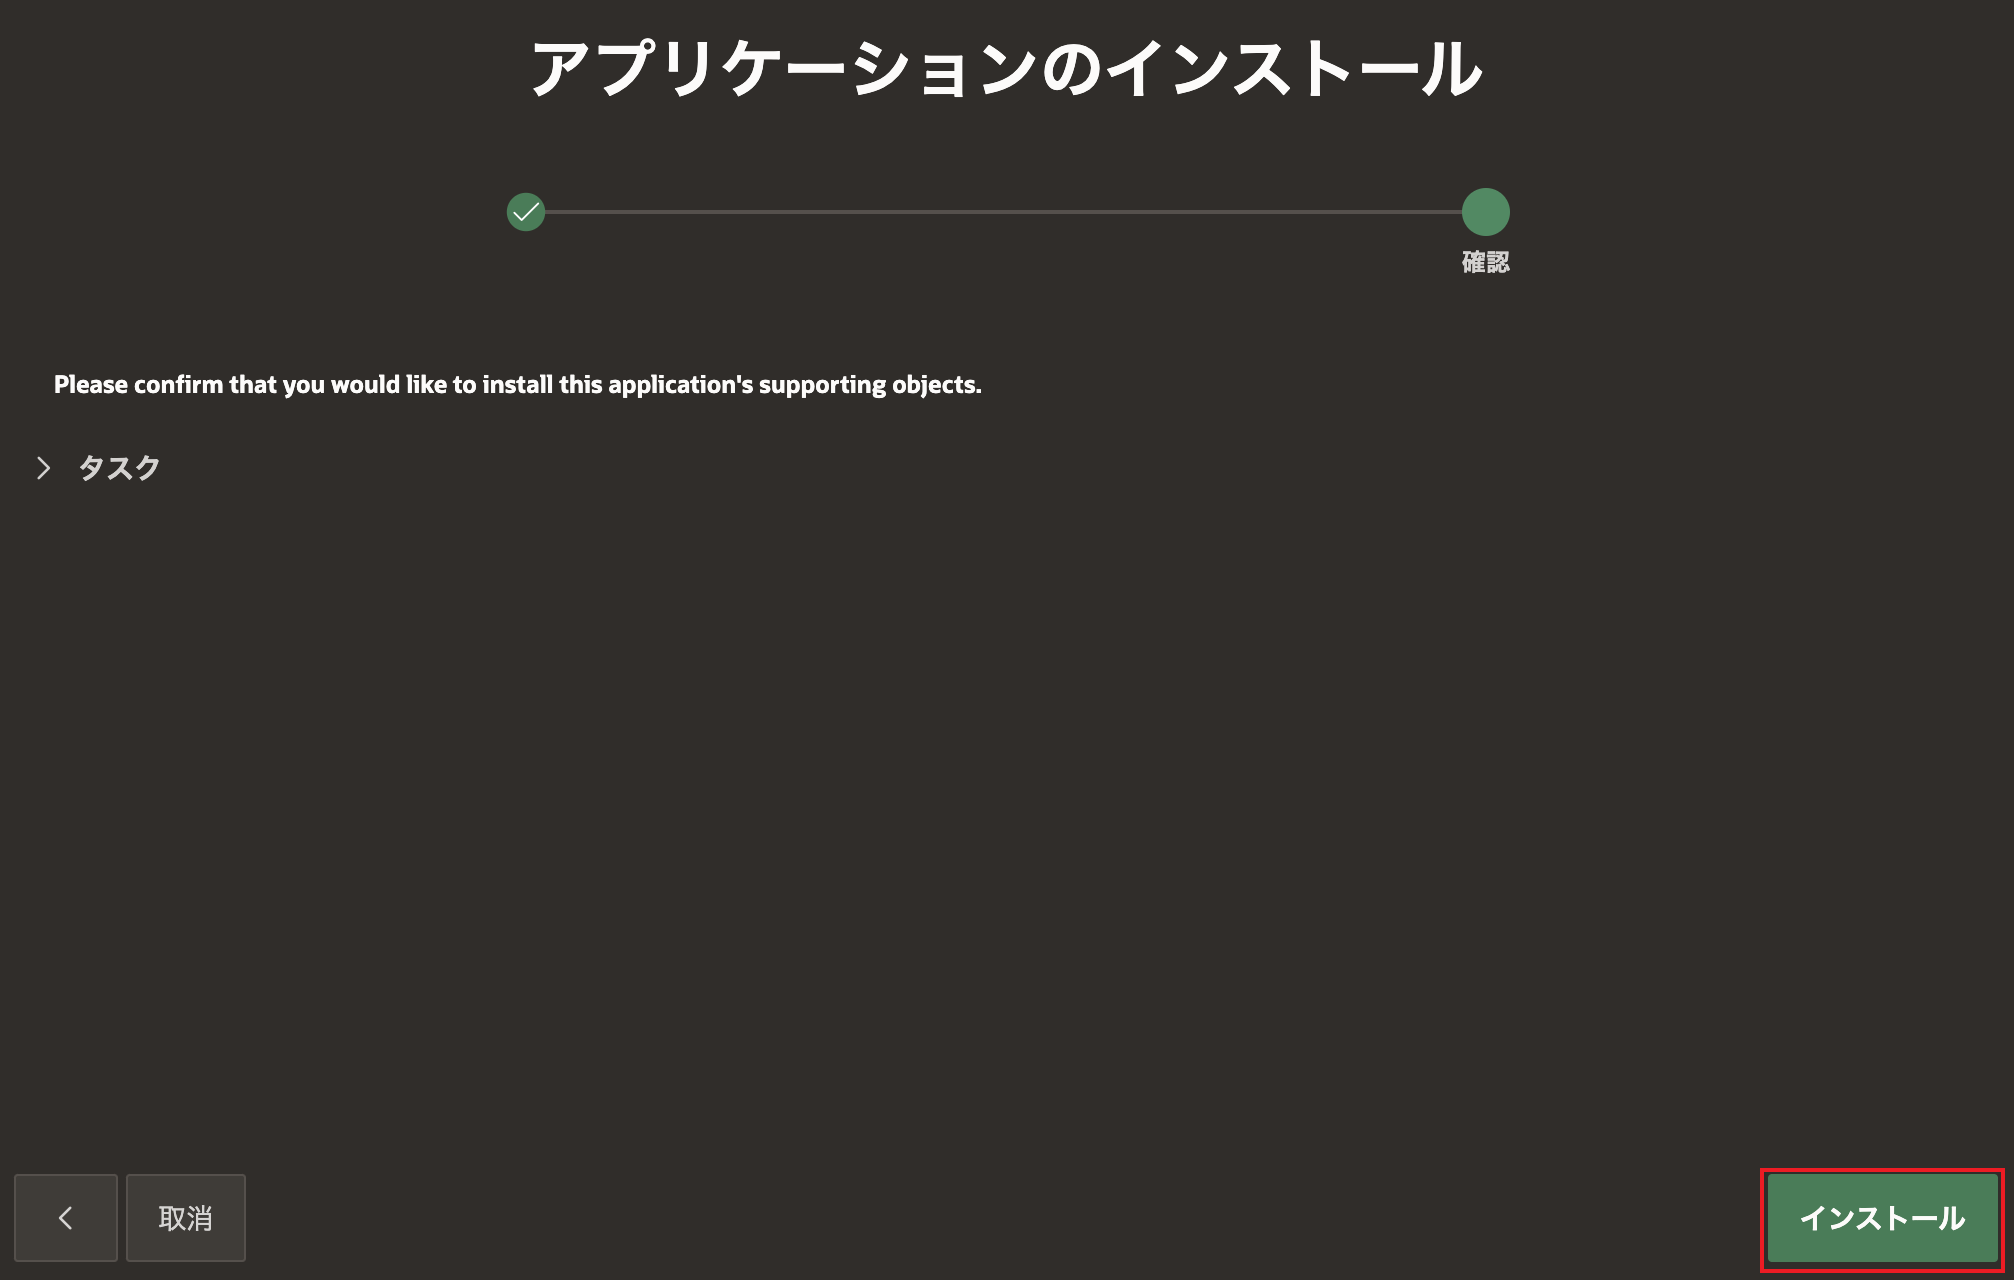 アプリケーションのインストール
確認
Please confirm that you would like to install this application's supporting objects.
タスク
取消
インストール